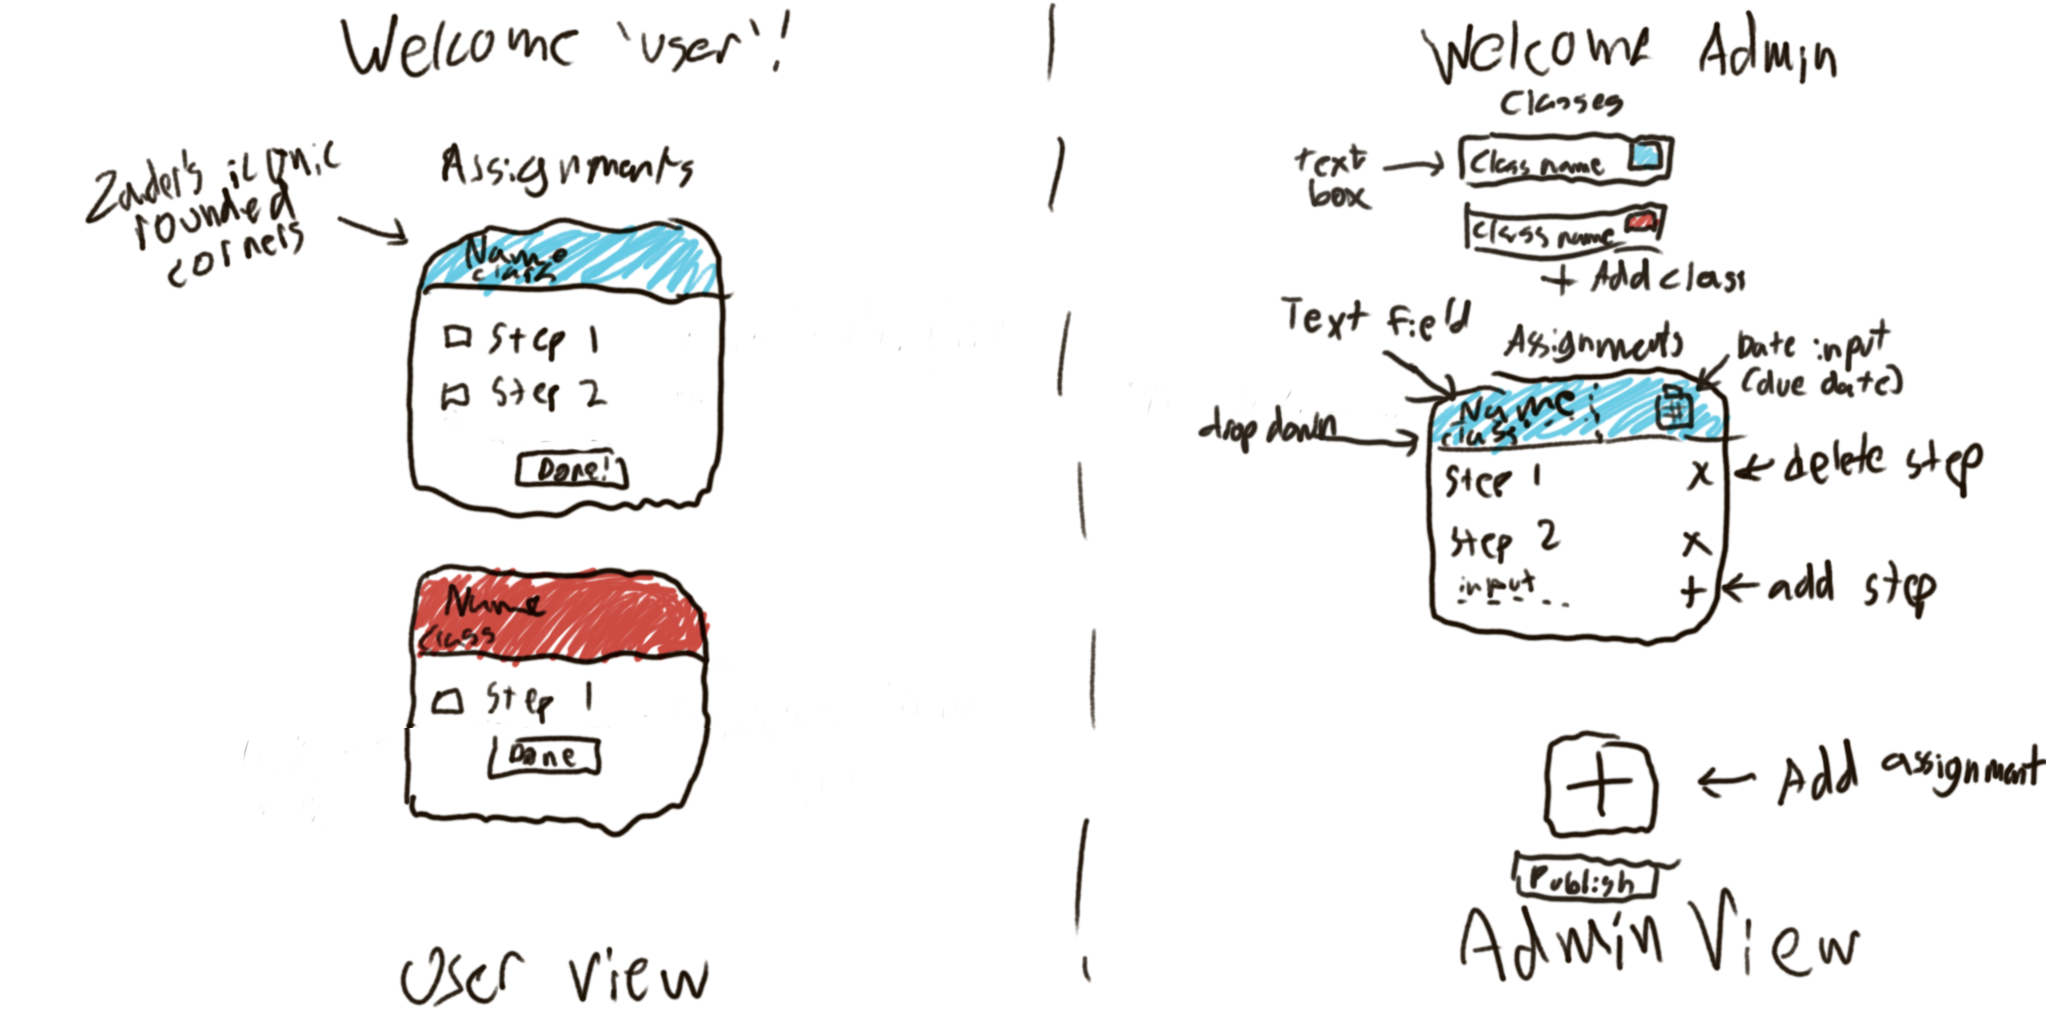 Welcome 'user'!
Zader's iconic
rounded
corners
Assignments
Name
class
Step 1
Step 2
Done!
Name
class
Step 1
Done
User view
Welcome Admin
Classes
text
box
Class name
Class name
+ Add class
Text field
Assignments
Date input
(due date)
drop down
Name
class
Step 1
x
delete step
Step 2
x
input
+
add step
+
Add assignment
Publish
Admin View